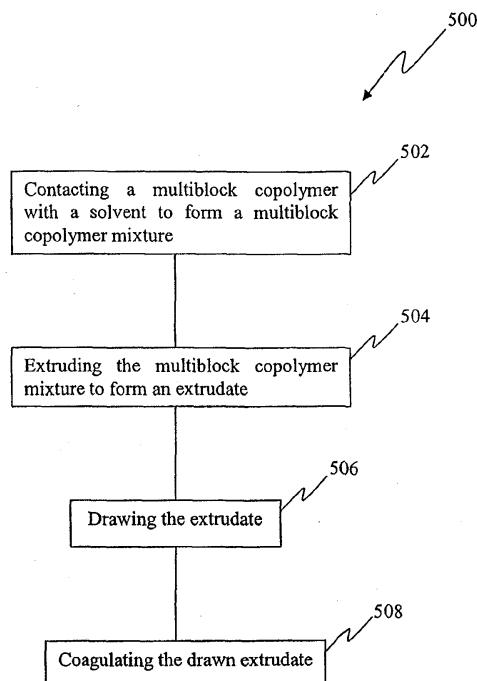 500
502
Contacting a multiblock copolymer
with a solvent to form a multiblock
copolymer mixture
504
Extruding the multiblock copolymer
mixture to form an extrudate
506
Drawing the extrudate
508
Coagulating the drawn extrudate